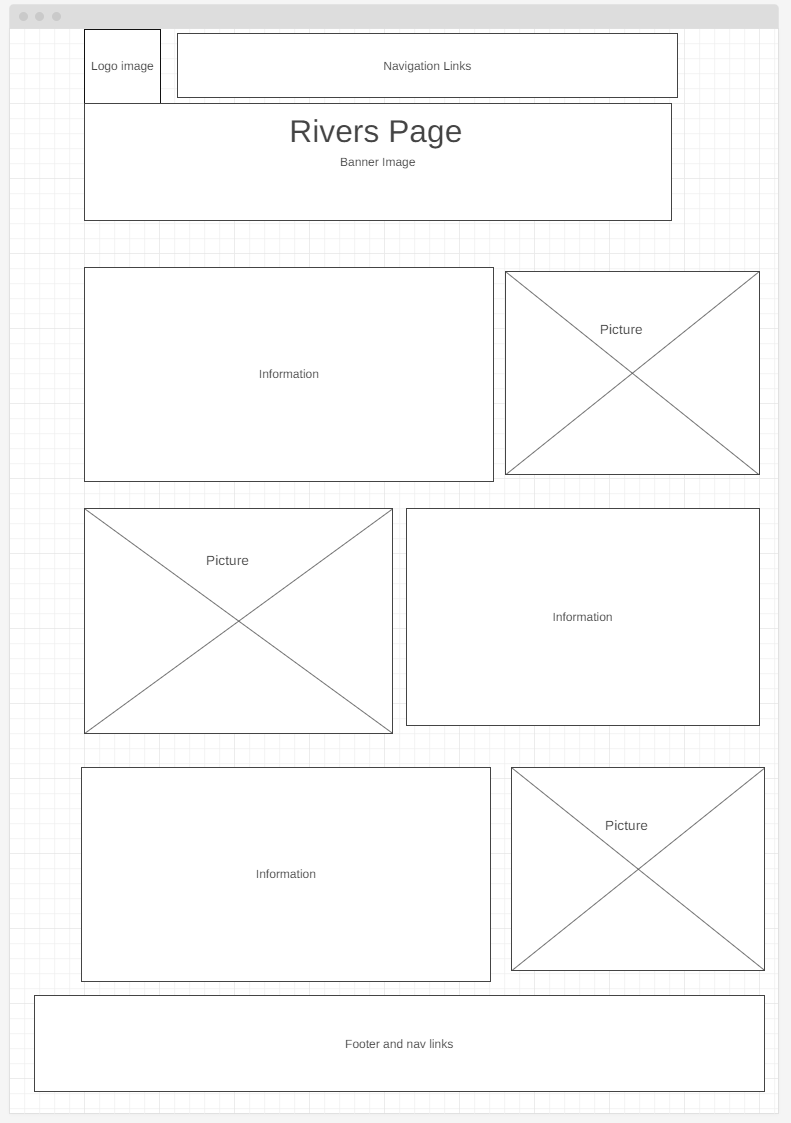 Logo image
Navigation Links
Rivers Page
Banner Image
Information
Picture
Picture
Information
Information
Picture
Footer and nav links